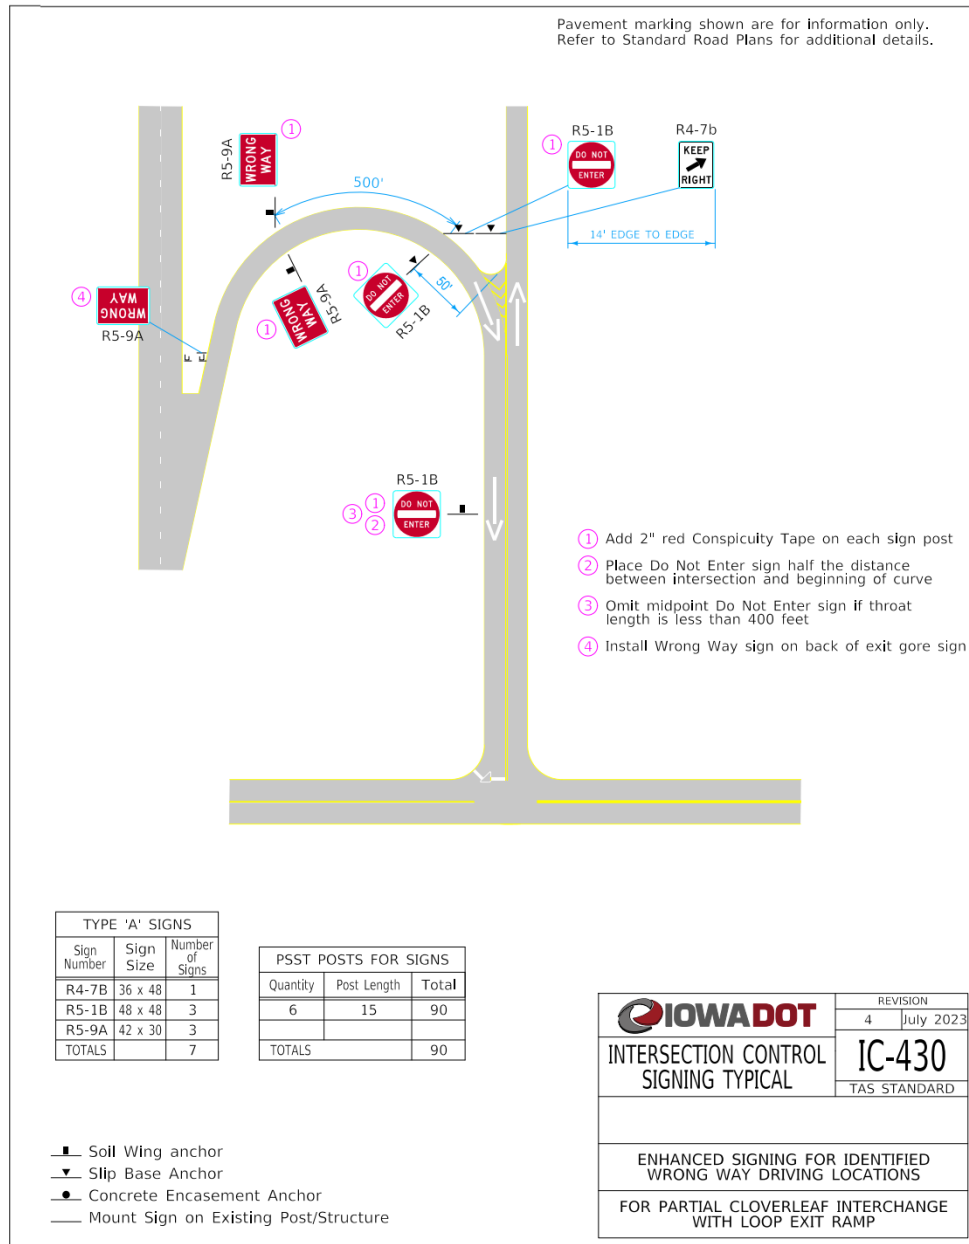 Pavement marking shown are for information only.
Refer to Standard Road Plans for additional details.
R5-1B
R4-7b
1
R5-9A
WRONG
WAY
1
DO NOT
ENTER
KEEP
RIGHT
500'
14' EDGE TO EDGE
4
WRONG
WAY
R5-9A
1
WRONG
WAY
R5-9A
1
DO NOT
ENTER
R5-1B
50'
R5-1B
3
1
2
DO NOT
ENTER
1 Add 2" red Conspicuity Tape on each sign post
2 Place Do Not Enter sign half the distance
between intersection and beginning of curve
3 Omit midpoint Do Not Enter sign if throat
length is less than 400 feet
4 Install Wrong Way sign on back of exit gore sign
TYPE 'A' SIGNS
Sign Number Sign Size Number of Signs
R4-7B 36 x 48 1
R5-1B 48 x 48 3
R5-9A 42 x 30 3
TOTALS 7
PSST POSTS FOR SIGNS
Quantity Post Length Total
6 15 90
TOTALS 90
Soil Wing anchor
Slip Base Anchor
Concrete Encasement Anchor
Mount Sign on Existing Post/Structure
IOWADOT
REVISION
4 July 2023
INTERSECTION CONTROL
SIGNING TYPICAL
IC-430
TAS STANDARD
ENHANCED SIGNING FOR IDENTIFIED
WRONG WAY DRIVING LOCATIONS
FOR PARTIAL CLOVERLEAF INTERCHANGE
WITH LOOP EXIT RAMP